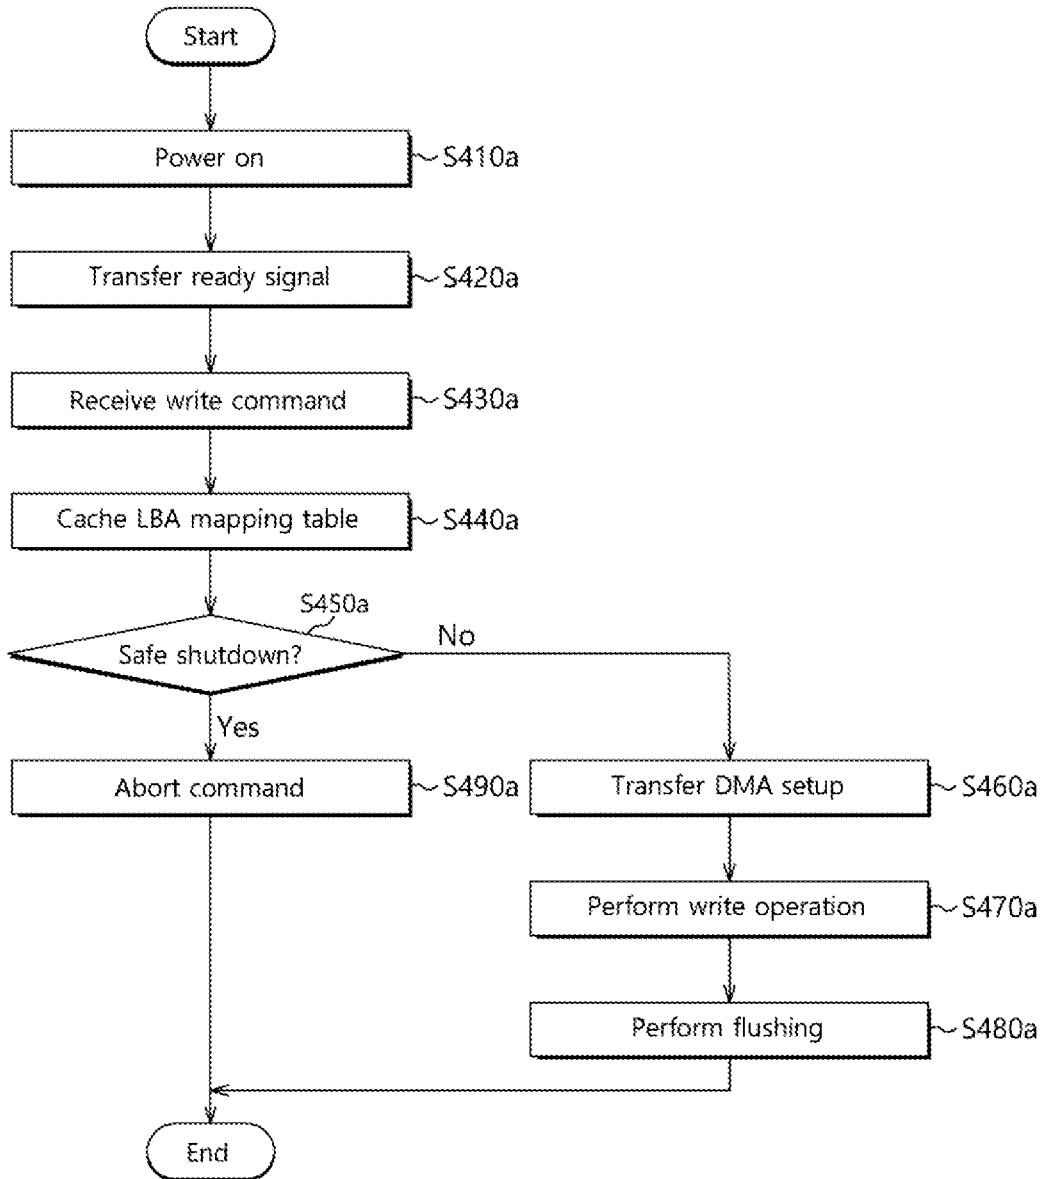 Start
Power on
S410a
Transfer ready signal
S420a
Receive write command
S430a
Cache LBA mapping table
S440a
S450a
Safe shutdown?
No
Yes
Abort command
S490a
Transfer DMA setup
S460a
Perform write operation
S470a
Perform flushing
S480a
End